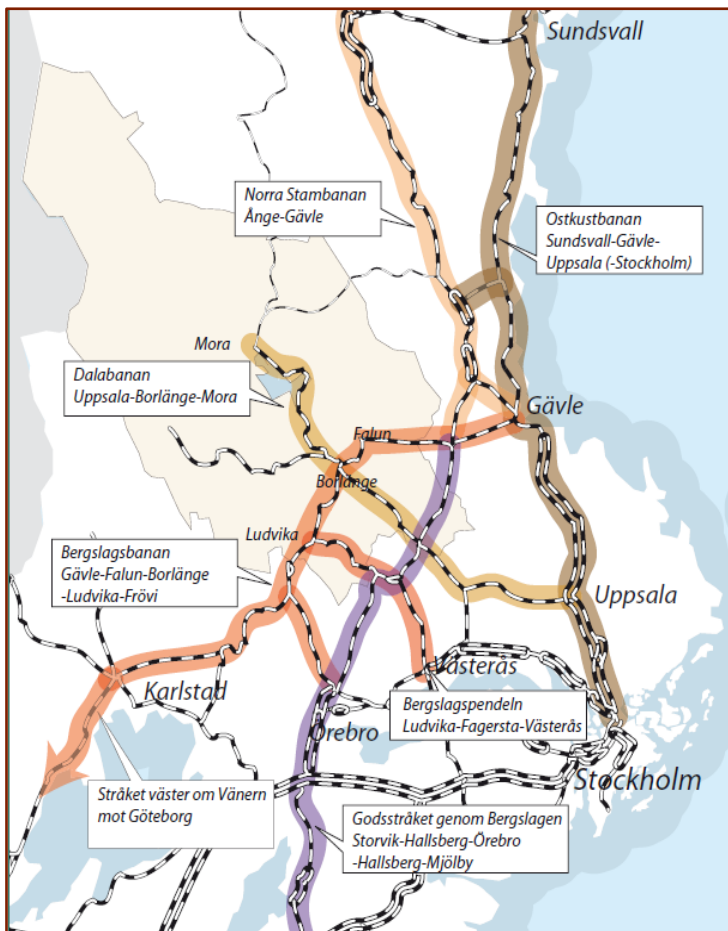 Sundsvall
Norra Stambanan
Ånge-Gävle
Ostkustbanan
Sundsvall-Gävle-
Uppsala (-Stockholm)
Mora
Dalabanan
Uppsala-Borlänge-Mora
Gävle
Falun
Borlänge
Ludvika
Bergslagsbanan
Gävle-Falun-Borlänge
-Ludvika-Frövi
Uppsala
Västerås
Karlstad
Bergslagspendeln
Ludvika-Fagersta-Västerås
Örebro
Stockholm
Stråket väster om Vänern
mot Göteborg
Godsstråket genom Bergslagen
Storvik-Hallsberg-Örebro
-Hallsberg-Mjölby